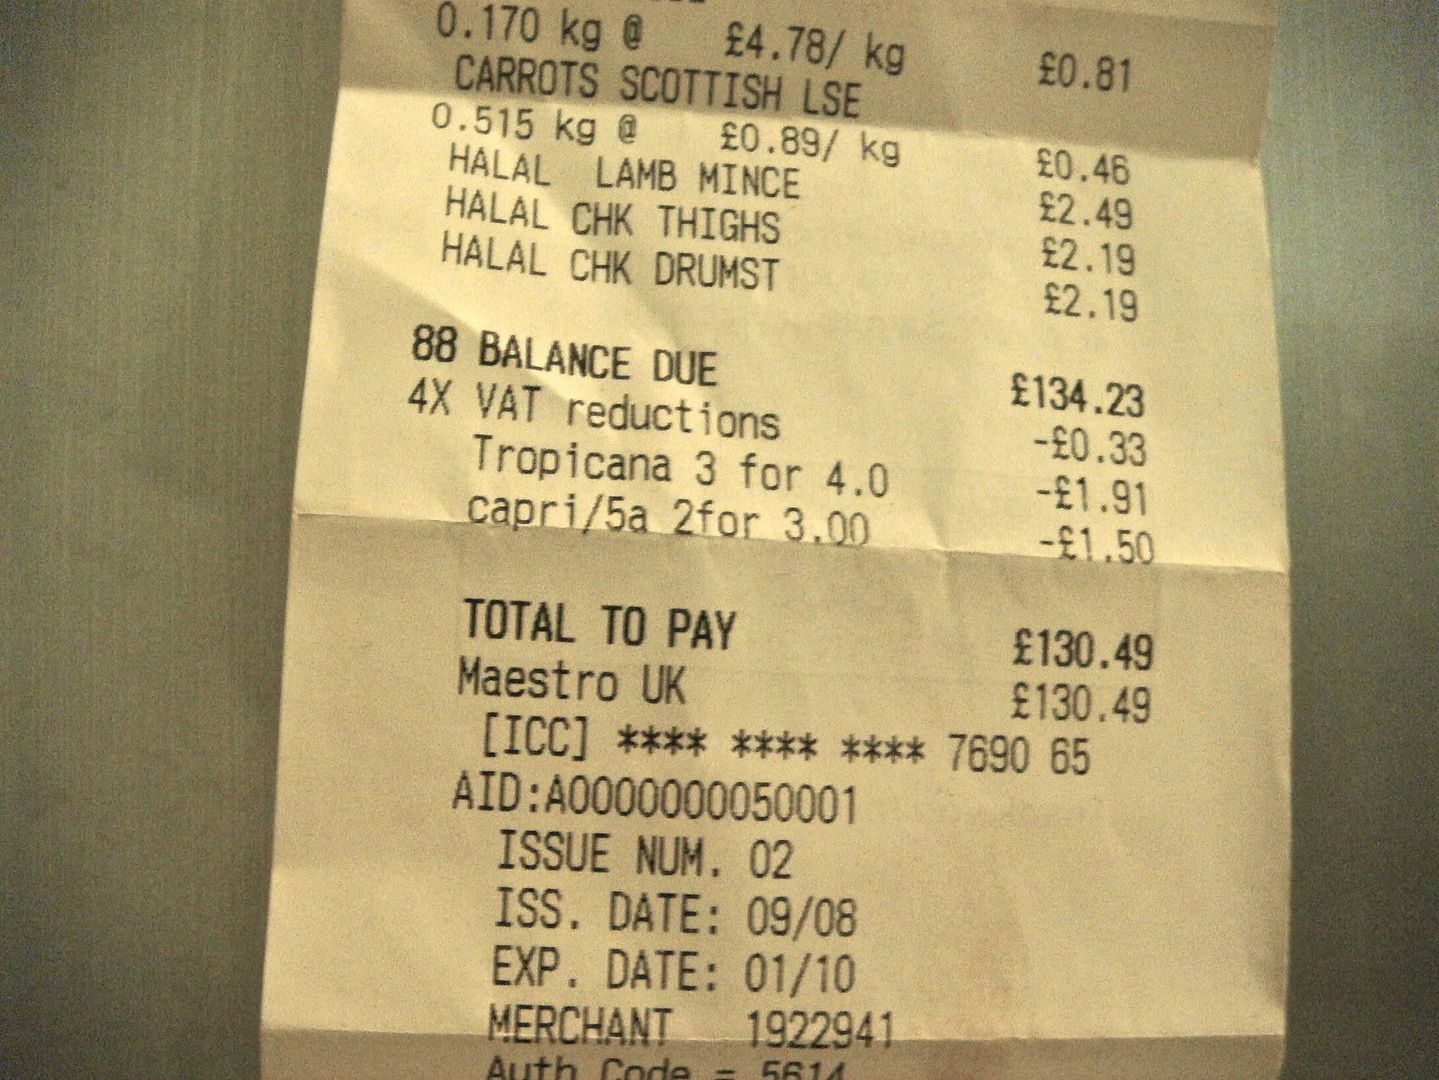 0.170 kg @ £4.78/ kg £0.81
CARROTS SCOTTISH LSE
0.515 kg @ £0.89/ kg £0.46
HALAL LAMB MINCE £2.49
HALAL CHK THIGHS £2.19
HALAL CHK DRUMST £2.19
88 BALANCE DUE £134.23
4X VAT reductions -£0.33
Tropicana 3 for 4.0 -£1.91
capri/5a 2for 3.00 -£1.50
TOTAL TO PAY £130.49
Maestro UK £130.49
[ICC] **** **** **** 7690 65
AID:A0000000050001
ISSUE NUM. 02
ISS. DATE: 09/08
EXP. DATE: 01/10
MERCHANT 1922941
Auth Code = 5614